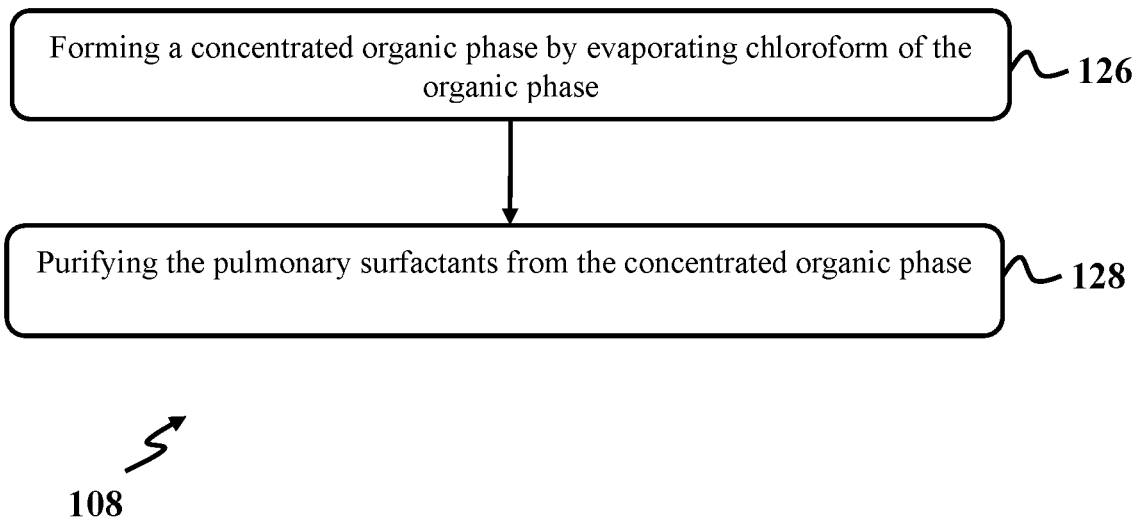 Forming a concentrated organic phase by evaporating chloroform of the
organic phase
126
Purifying the pulmonary surfactants from the concentrated organic phase
128
108